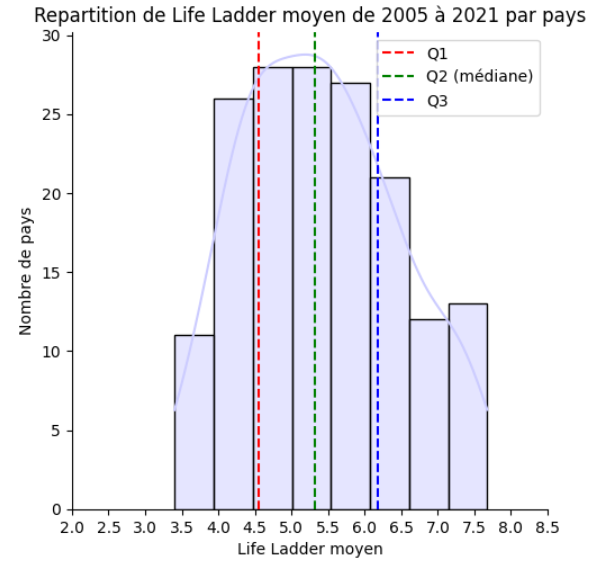 Repartition de Life Ladder moyen de 2005 à 2021 par pays
30
25
20
15
10
5
0
Nombre de pays
Q1
Q2 (médiane)
Q3
2.0 2.5 3.0 3.5 4.0 4.5 5.0 5.5 6.0 6.5 7.0 7.5 8.0 8.5
Life Ladder moyen